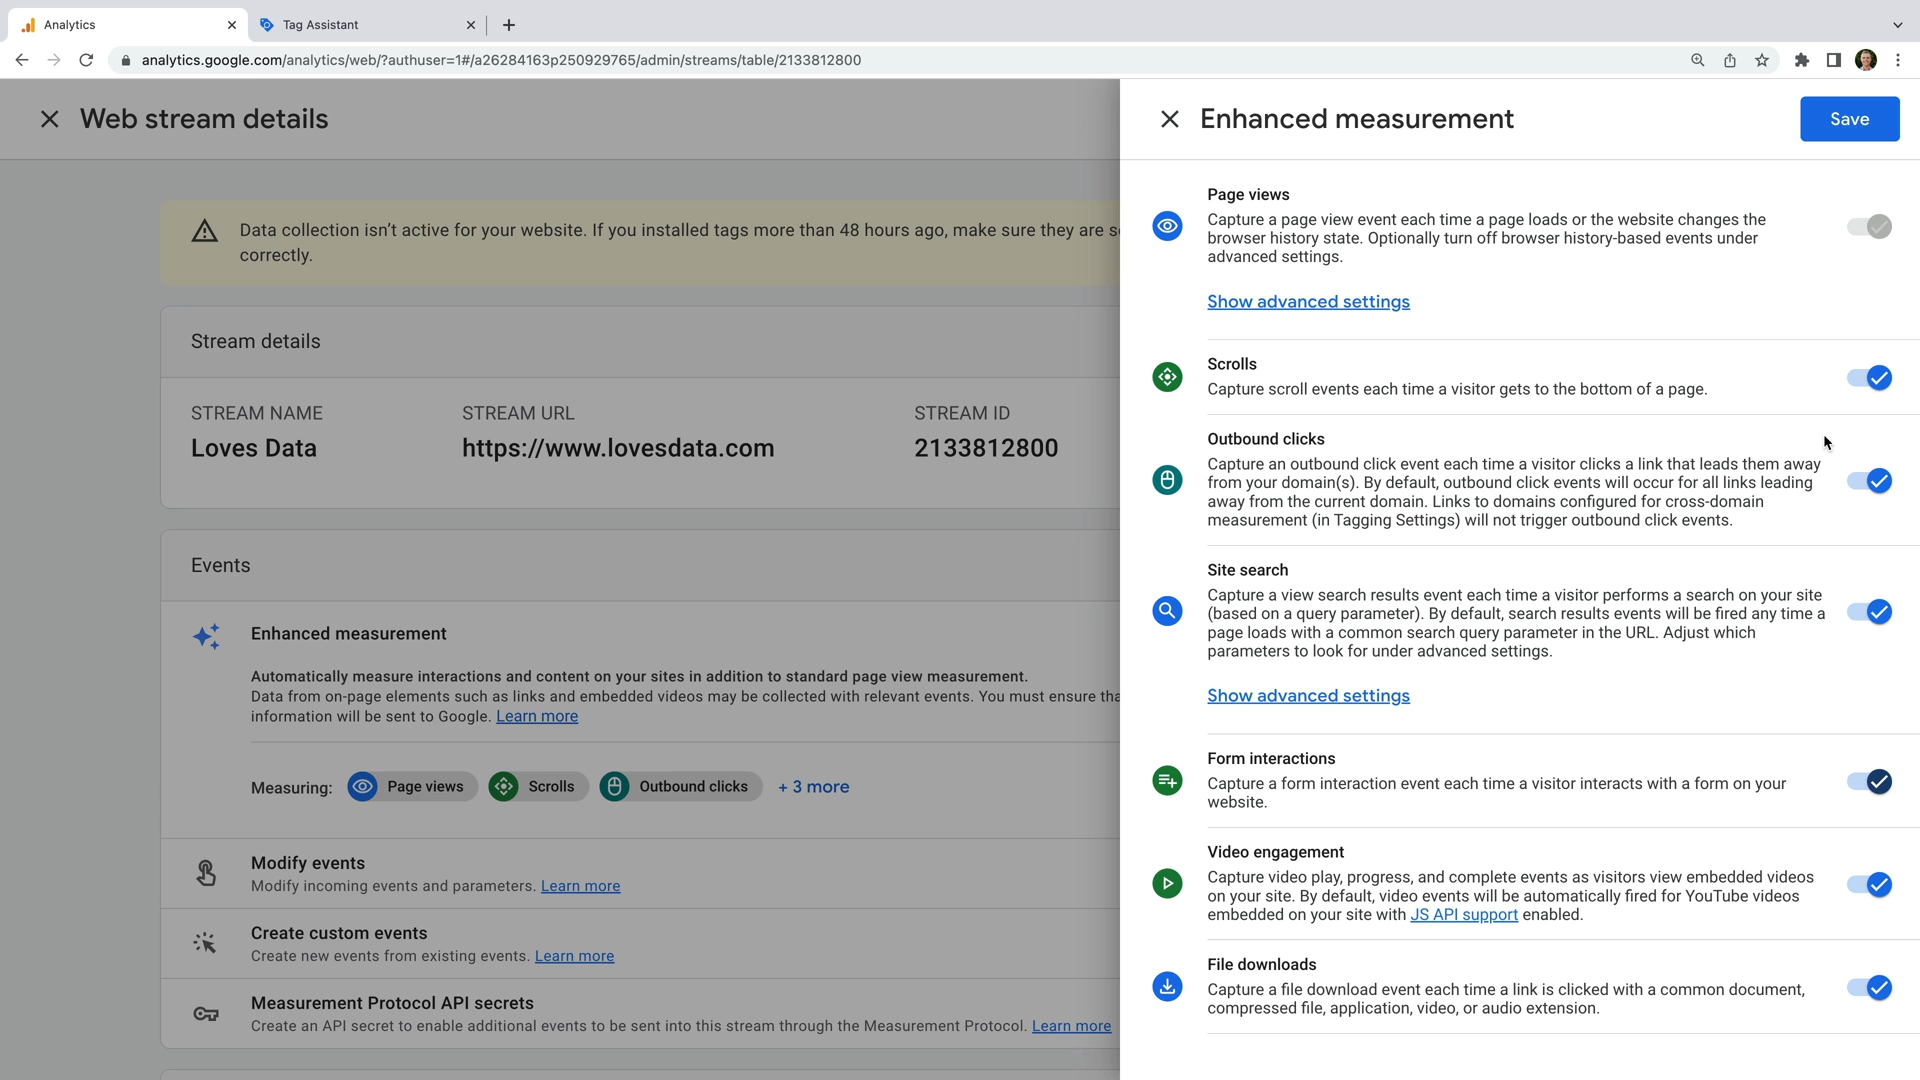 Analytics
Tag Assistant
analytics.google.com/analytics/web/?authuser=1#/a26284163p250929765/admin/streams/table/2133812800
Web stream details
Data collection isn't active for your website. If you installed tags more than 48 hours ago, make sure they are
correctly.
Stream details
STREAM NAME
STREAM URL
STREAM ID
Loves Data
https://www.lovesdata.com
2133812800
Events
Enhanced measurement
Automatically measure interactions and content on your sites in addition to standard page view measurement.
Data from on-page elements such as links and embedded videos may be collected with relevant events. You must ensure
information will be sent to Google. Learn more
Measuring:
Page views
Scrolls
Outbound clicks
+ 3 more
Modify events
Modify incoming events and parameters. Learn more
Create custom events
Create new events from existing events. Learn more
Measurement Protocol API secrets
Create an API secret to enable additional events to be sent into this stream through the Measurement Protocol. Learn more
Enhanced measurement
Save
Page views
Capture a page view event each time a page loads or the website changes the
browser history state. Optionally turn off browser history-based events under
advanced settings.
Show advanced settings
Scrolls
Capture scroll events each time a visitor gets to the bottom of a page.
Outbound clicks
Capture an outbound click event each time a visitor clicks a link that leads them away
from your domain(s). By default, outbound click events will occur for all links leading
away from the current domain. Links to domains configured for cross-domain
measurement (in Tagging Settings) will not trigger outbound click events.
Site search
Capture a view search results event each time a visitor performs a search on your site
(based on a query parameter). By default, search results events will be fired any time a
page loads with a common search query parameter in the URL. Adjust which
parameters to look for under advanced settings.
Show advanced settings
Form interactions
Capture a form interaction event each time a visitor interacts with a form on your
website.
Video engagement
Capture video play, progress, and complete events as visitors view embedded videos
on your site. By default, video events will be automatically fired for YouTube videos
embedded on your site with JS API support enabled.
File downloads
Capture a file download event each time a link is clicked with a common document,
compressed file, application, video, or audio extension.